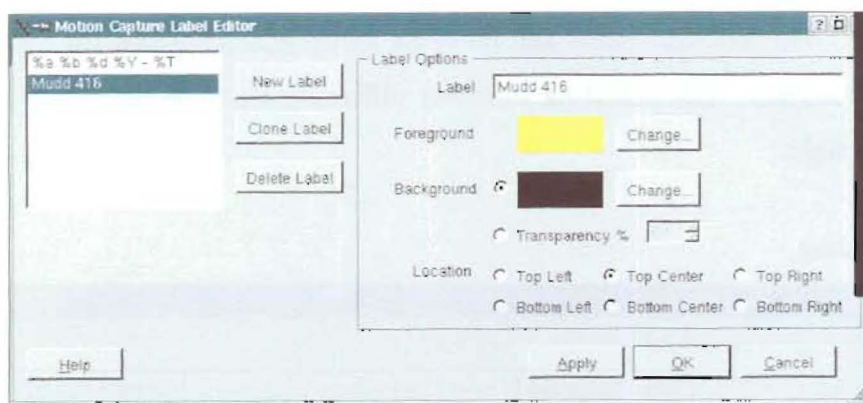 Motion Capture Label Editor
%a %b %d %Y - %T
Mudd 416
New Label
Clone Label
Delete Label
Label Options
Label Mudd 416
Foreground Change...
Background Change...
Transparency %
Location Top Left Top Center Top Right
Bottom Left Bottom Center Bottom Right
Help Apply OK Cancel